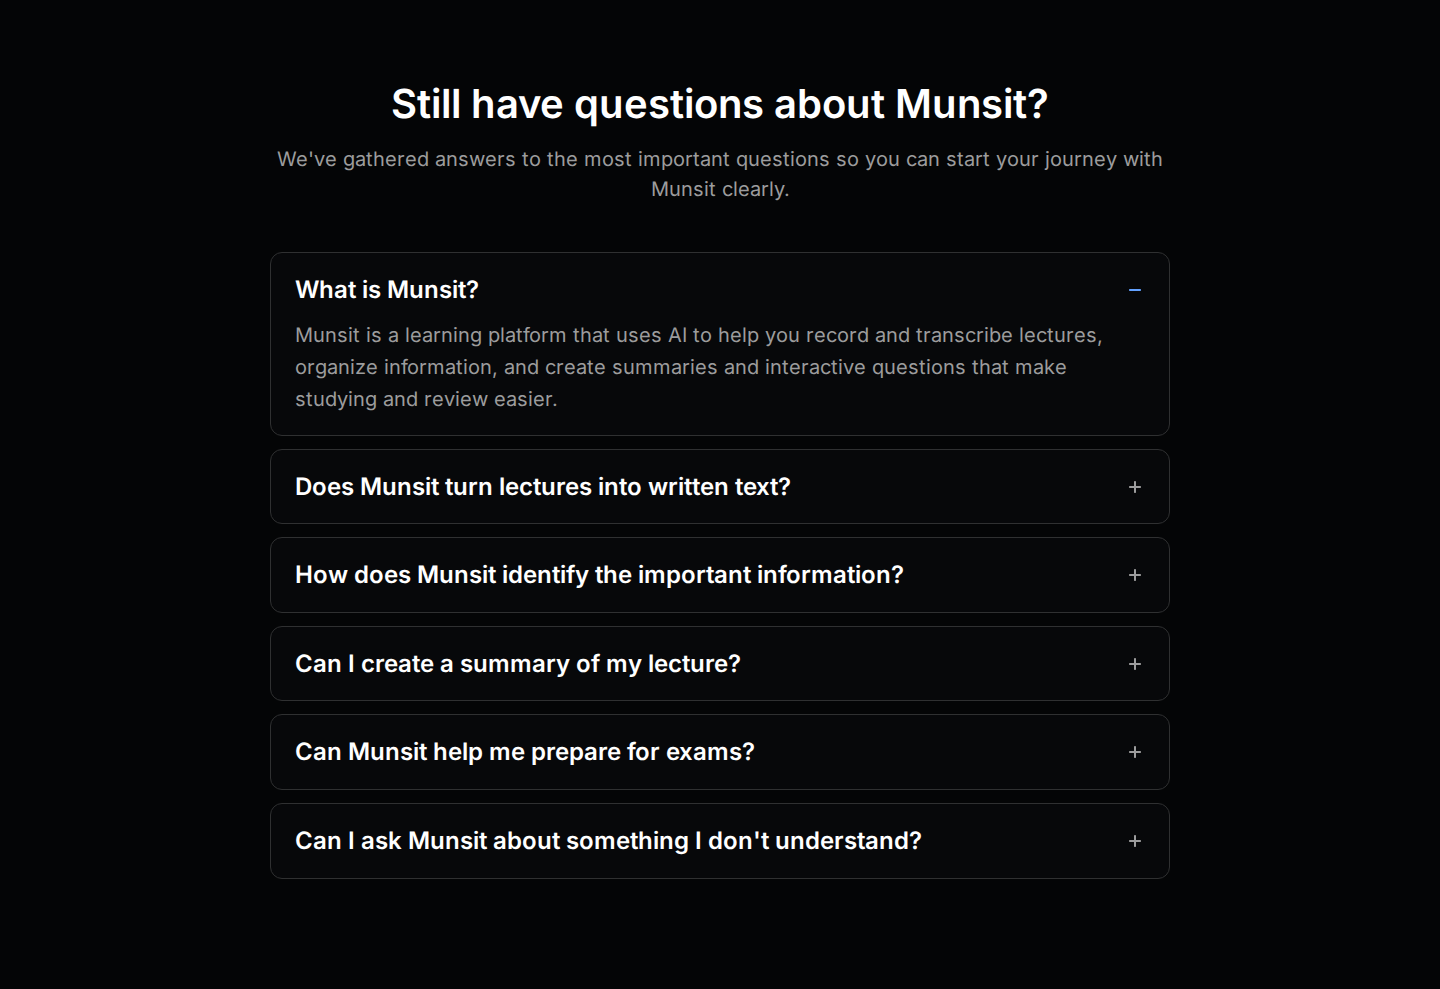 Still have questions about Munsit?
We've gathered answers to the most important questions so you can start your journey with
Munsit clearly.
What is Munsit?
Munsit is a learning platform that uses AI to help you record and transcribe lectures,
organize information, and create summaries and interactive questions that make
studying and review easier.
Does Munsit turn lectures into written text?
How does Munsit identify the important information?
Can I create a summary of my lecture?
Can Munsit help me prepare for exams?
Can I ask Munsit about something I don't understand?